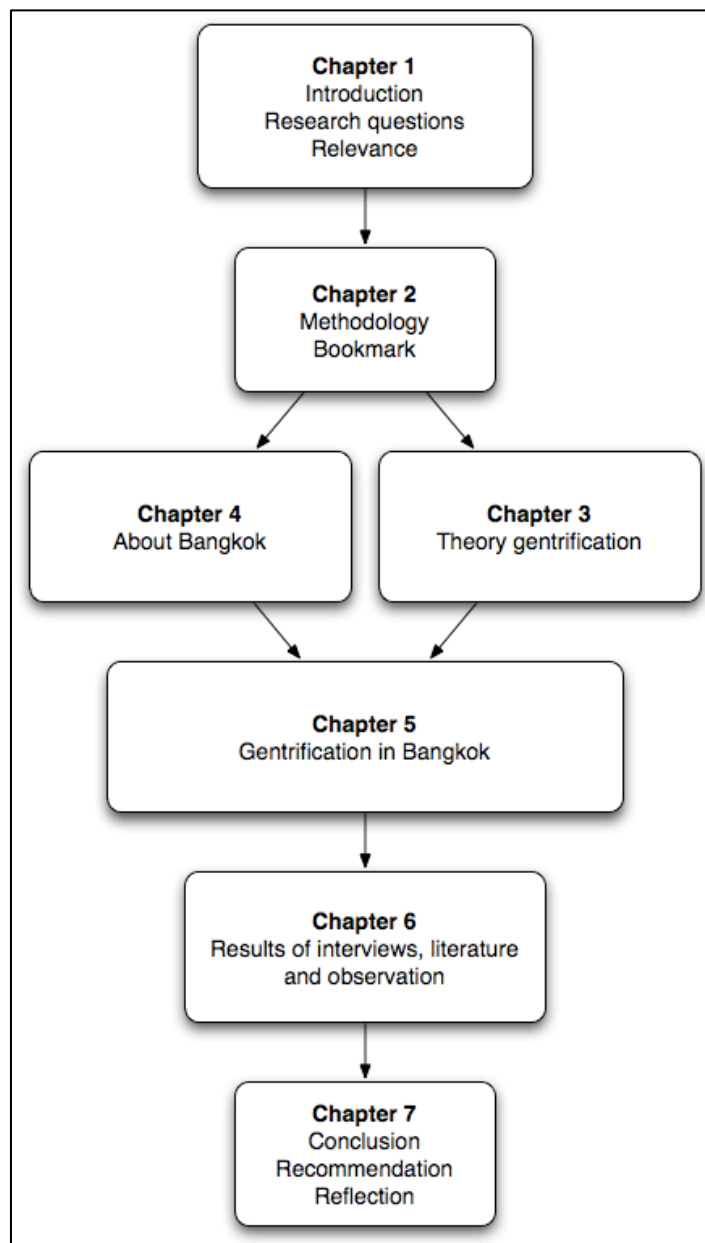 Chapter 1
Introduction
Research questions
Relevance
Chapter 2
Methodology
Bookmark
Chapter 4
About Bangkok
Chapter 3
Theory gentrification
Chapter 5
Gentrification in Bangkok
Chapter 6
Results of interviews, literature
and observation
Chapter 7
Conclusion
Recommendation
Reflection